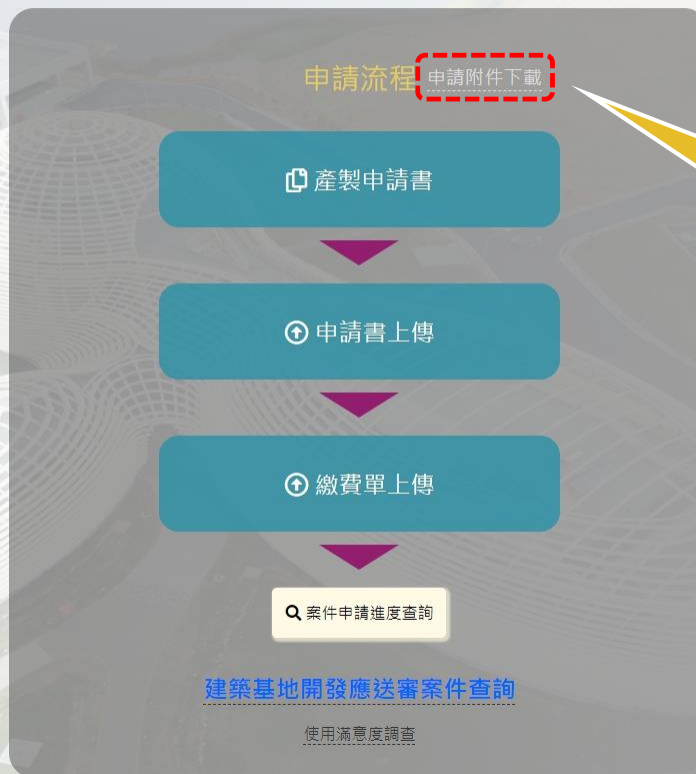 申請流程 申請附件下載
產製申請書
申請書上傳
繳費單上傳
案件申請進度查詢
建築基地開發應送審案件查詢
使用滿意度調查